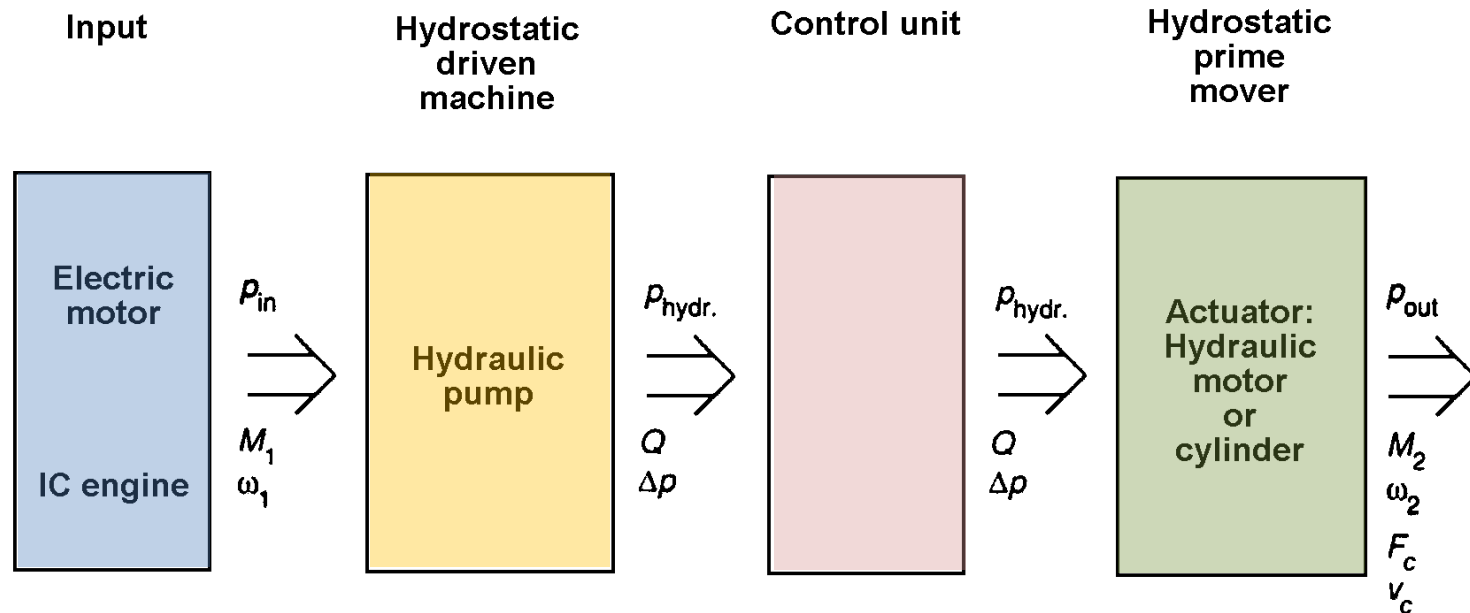 Input
Hydrostatic
driven
machine
Control unit
Hydrostatic
prime
mover
Electric
motor
IC engine
p_in
M_1
ω_1
Hydraulic
pump
p_hydr.
Q
Δp
p_hydr.
Q
Δp
Actuator:
Hydraulic
motor
or
cylinder
p_out
M_2
ω_2
F_c
v_c